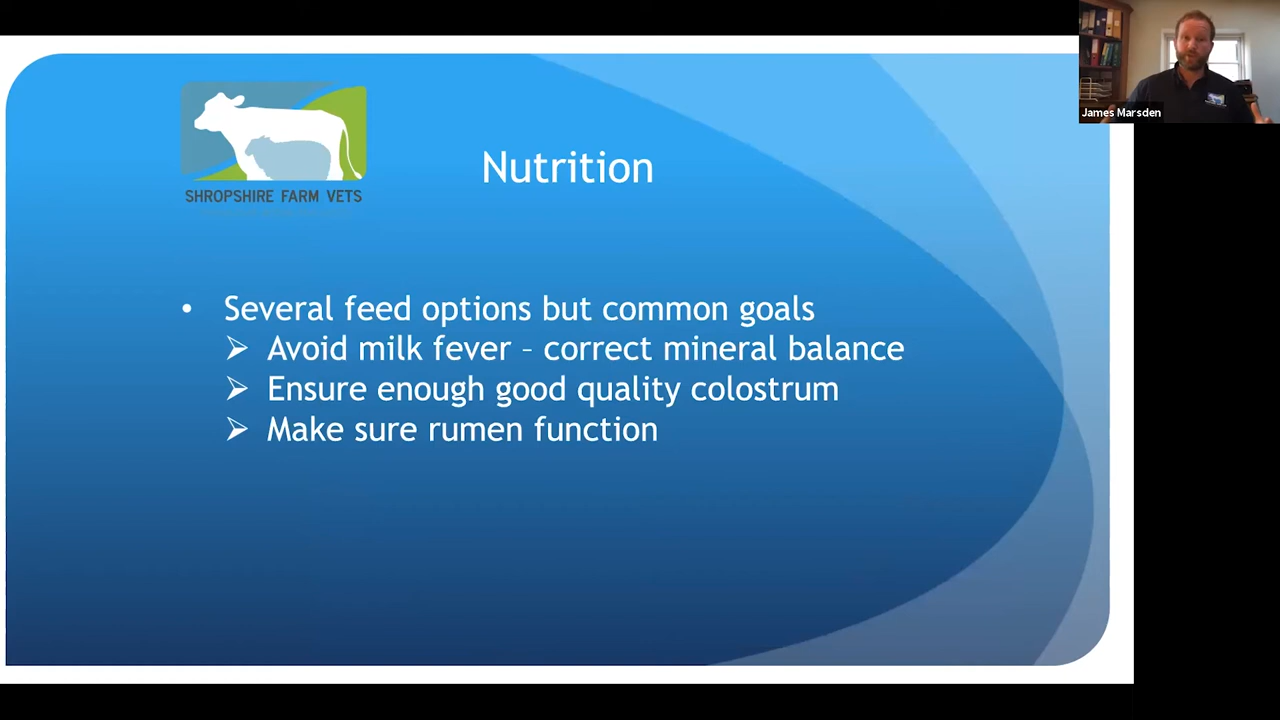 James Marsden
SHROPSHIRE FARM VETS
Nutrition
• Several feed options but common goals
➢ Avoid milk fever – correct mineral balance
➢ Ensure enough good quality colostrum
➢ Make sure rumen function